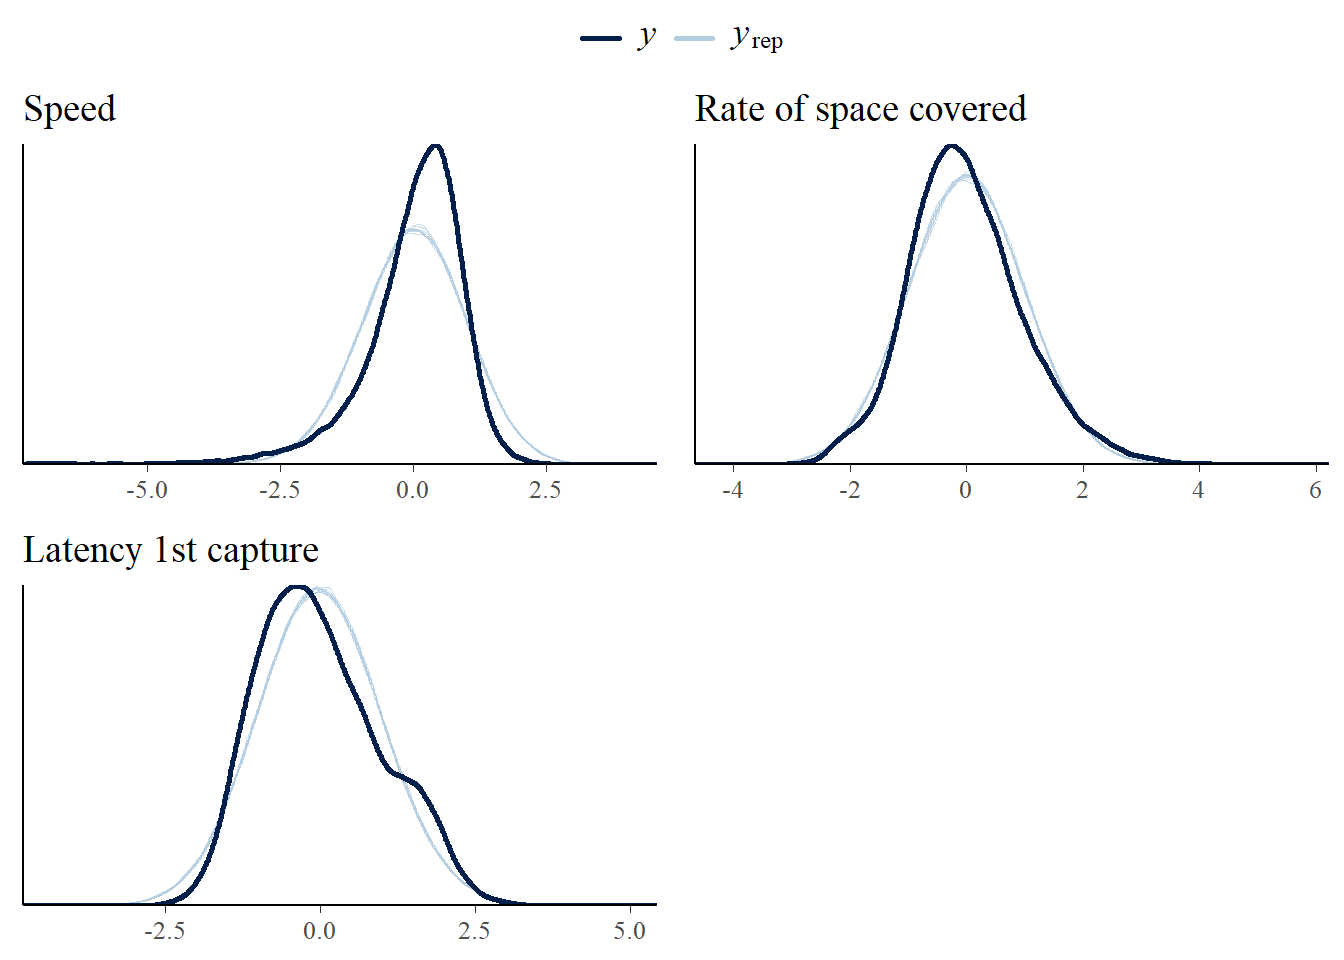 y y rep
Speed
Rate of space covered
-5.0 -2.5 0.0 2.5
-4 -2 0 2 4 6
Latency 1st capture
-2.5 0.0 2.5 5.0